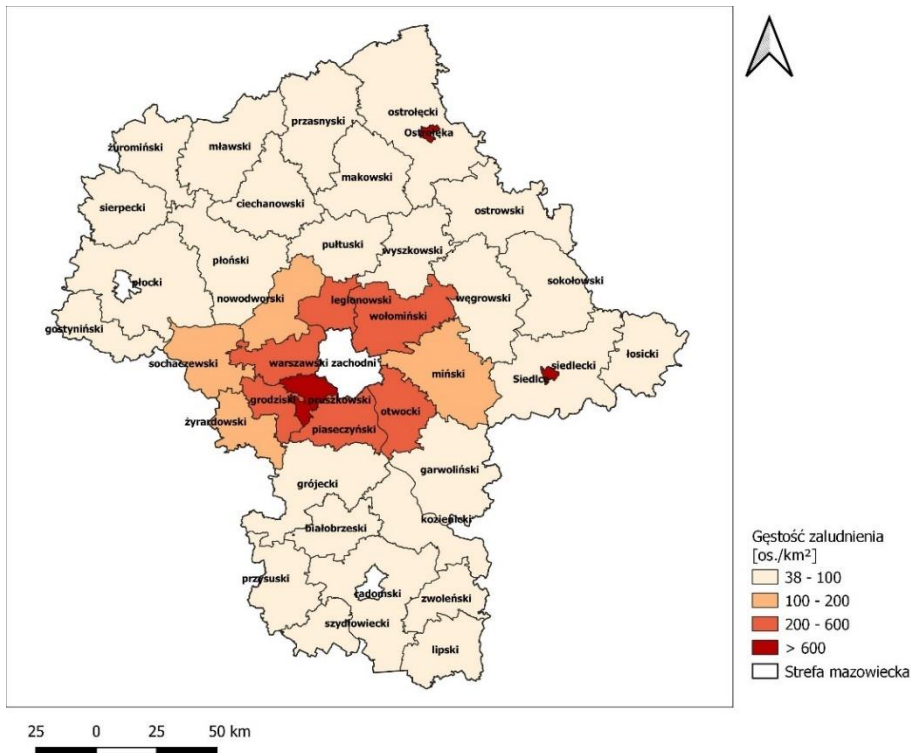 ostrołęcki
Ostrołęka
przasnyski
żuromiński
mławski
makowski
sierpecki
ciechanowski
ostrowski
pułtuski
wyszkowski
płoński
płocki
sokołowski
nowodworski
legionowski
węgrowski
wołomiński
gostyniński
sochaczewski
warszawski zachodni
miński
Siedlce
siedlecki
łosicki
grodziski
pruszkowski
otwocki
żyrardowski
piaseczyński
garwoliński
grójecki
białobrzeski
kozienicki
przysuski
radomski
zwoleński
szydłowiecki
lipski
Gęstość zaludnienia
[os./km²]
38 - 100
100 - 200
200 - 600
> 600
Strefa mazowiecka
25 0 25 50 km